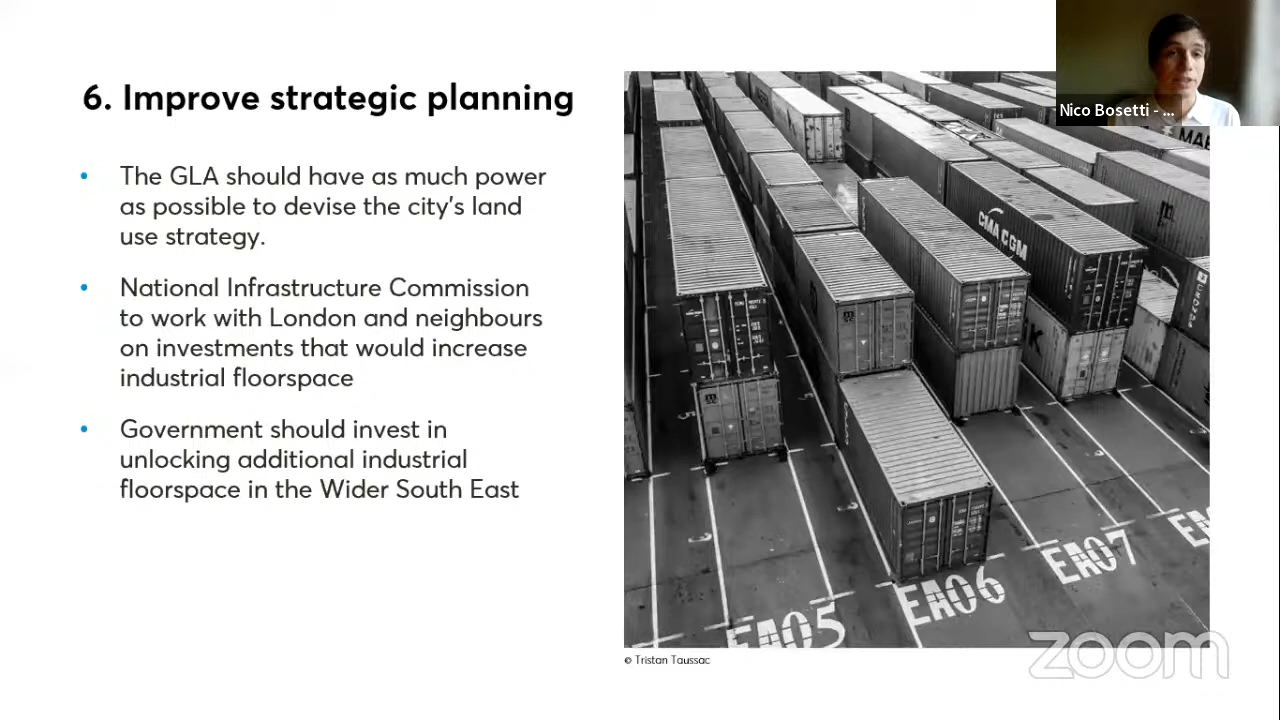 6. Improve strategic planning
The GLA should have as much power
as possible to devise the city's land
use strategy.
National Infrastructure Commission
to work with London and neighbours
on investments that would increase
industrial floorspace
Government should invest in
unlocking additional industrial
floorspace in the Wider South East
Nico Bosetti - ...
CMA CGM
EA05
EA06
EA07
© Tristan Taussac
zoom